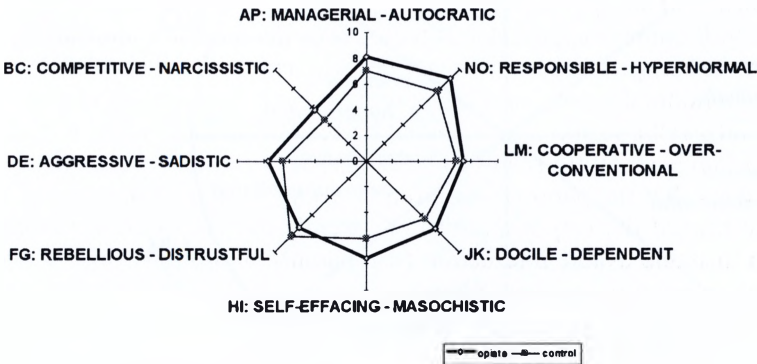 AP: MANAGERIAL - AUTOCRATIC
10
8
6
4
2
0
BC: COMPETITIVE - NARCISSISTIC
NO: RESPONSIBLE - HYPERNORMAL
DE: AGGRESSIVE - SADISTIC
LM: COOPERATIVE - OVER-
CONVENTIONAL
FG: REBELLIOUS - DISTRUSTFUL
JK: DOCILE - DEPENDENT
HI: SELF-EFFACING - MASOCHISTIC
opiate control